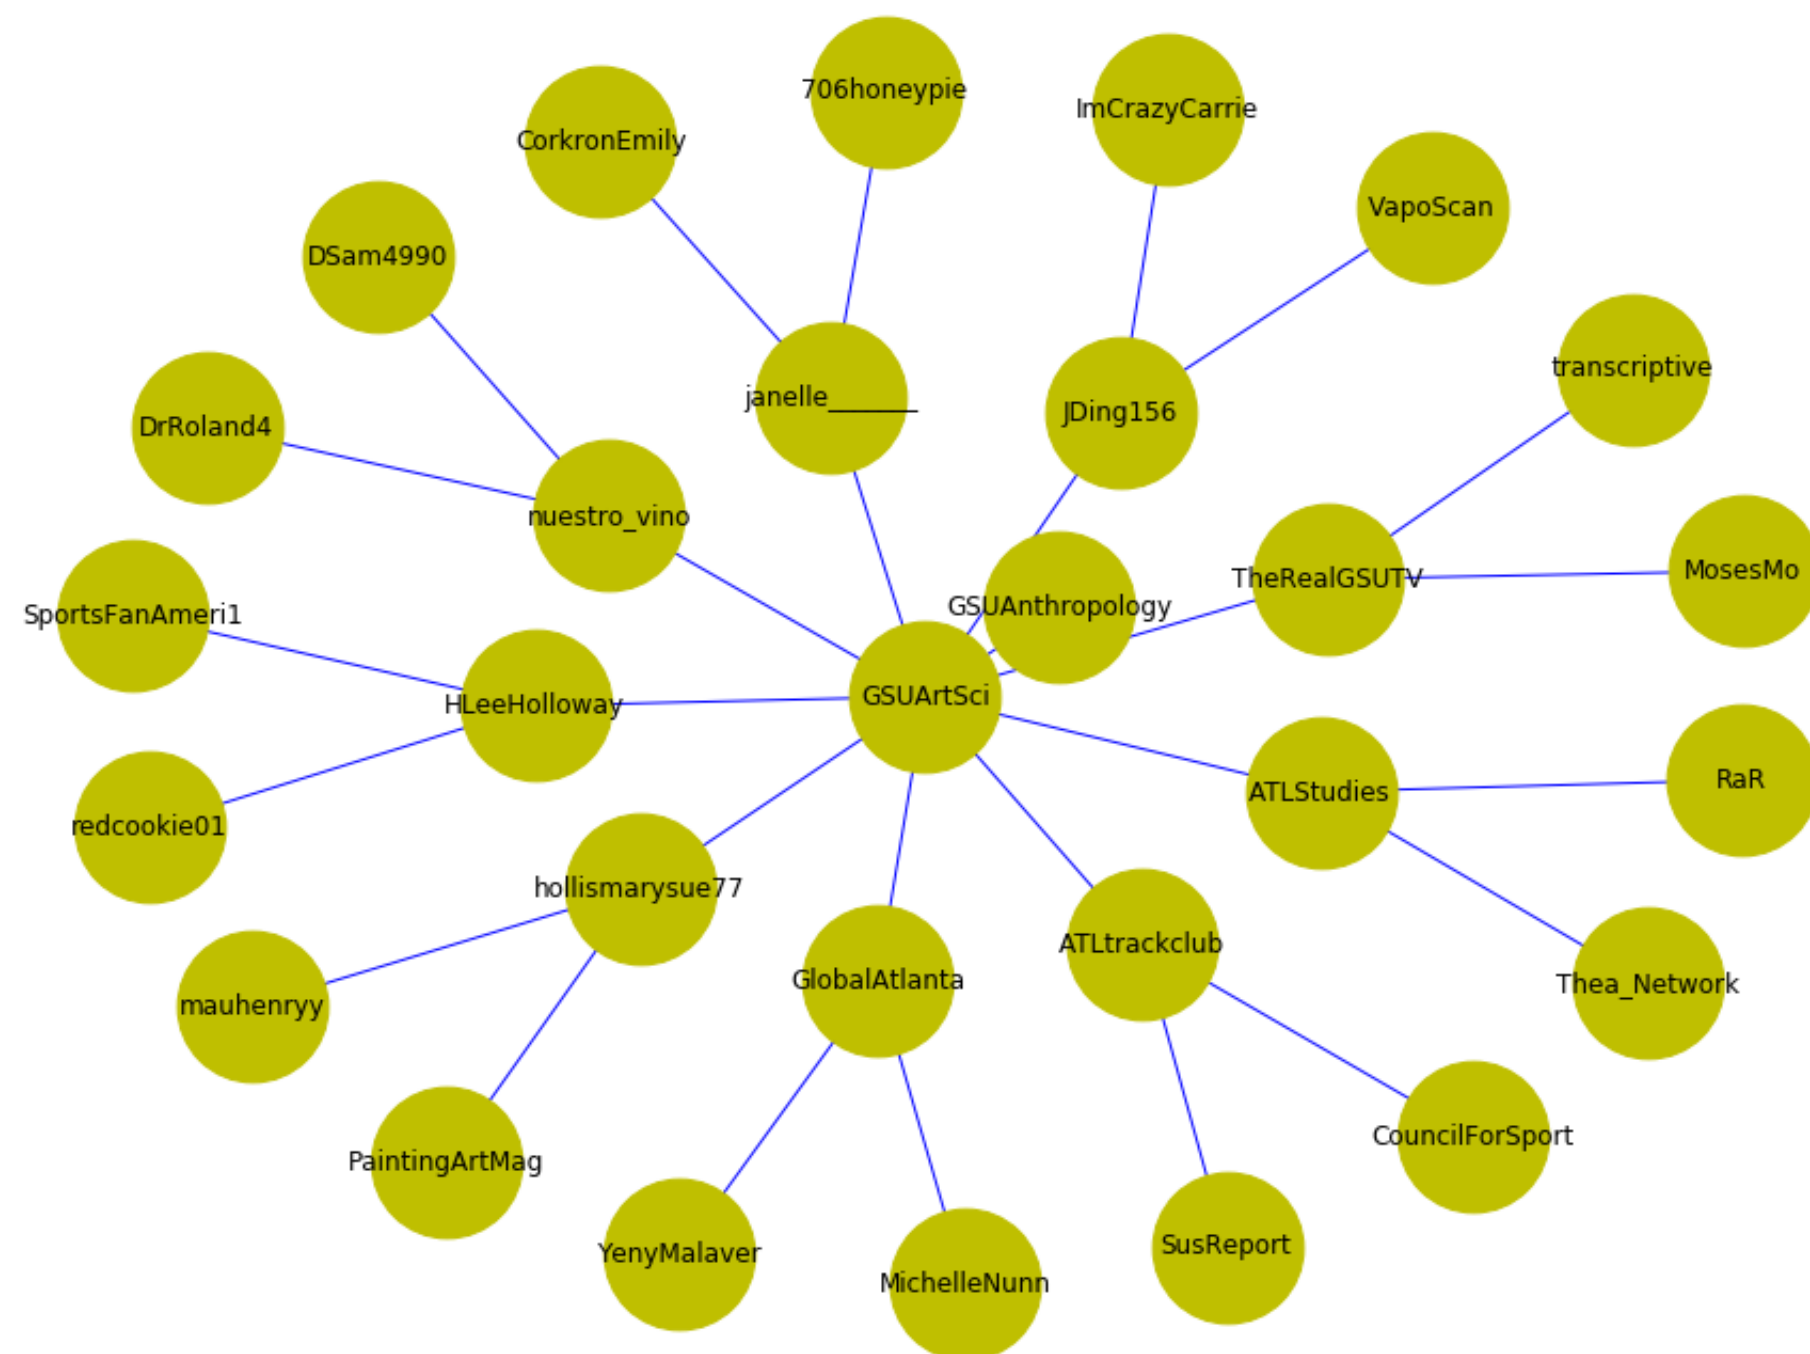 706honeypie
ImCrazyCarrie
CorkronEmily
VapoScan
DSam4990
transcriptive
janelle_______
JDing156
DrRoland4
nuestro_vino
MosesMo
TheRealGSUTV
GSUAnthropology
SportsFanAmeri1
GSUArtSci
HLeeHolloway
RaR
ATLStudies
redcookie01
hollismarysue77
ATLtrackclub
GlobalAtlanta
Thea_Network
mauhenryy
CouncilForSport
PaintingArtMag
SusReport
YenyMalaver
MichelleNunn